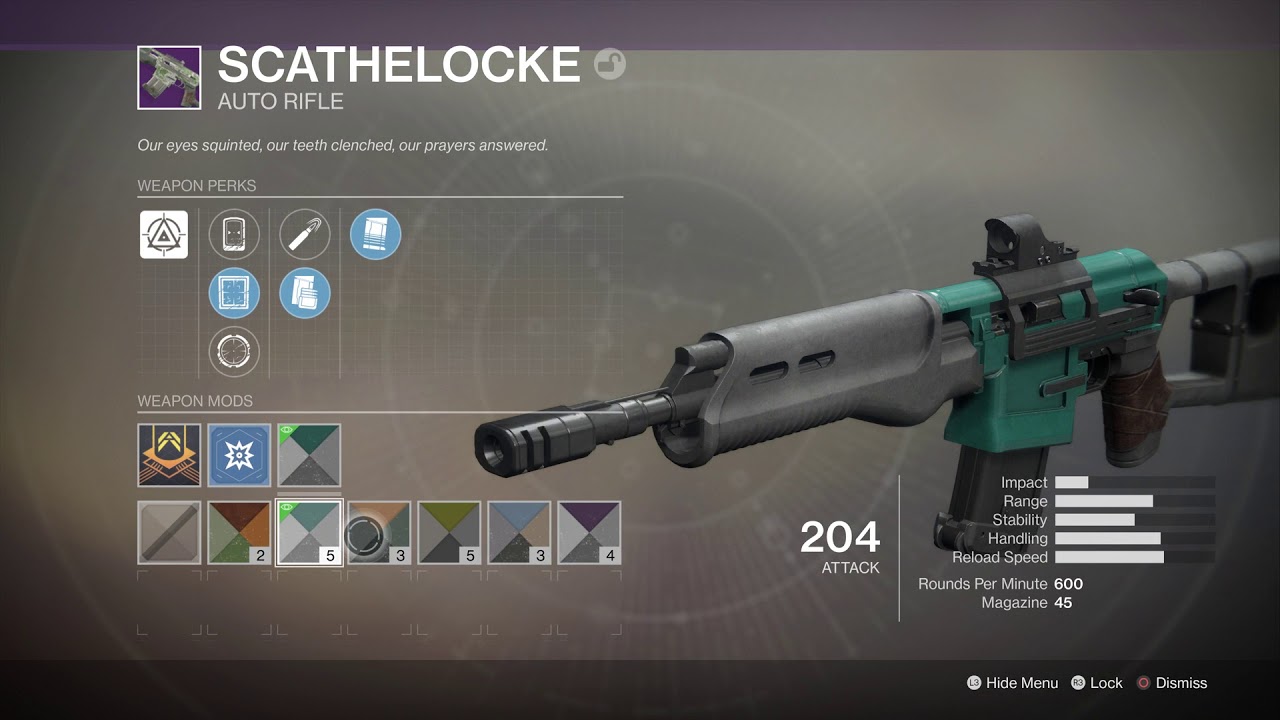 SCATHELOCKE
AUTO RIFLE
Our eyes squinted, our teeth clenched, our prayers answered.
WEAPON PERKS
WEAPON MODS
2
5
3
5
3
4
204
ATTACK
Impact
Range
Stability
Handling
Reload Speed
Rounds Per Minute 600
Magazine 45
L3 Hide Menu R3 Lock Dismiss